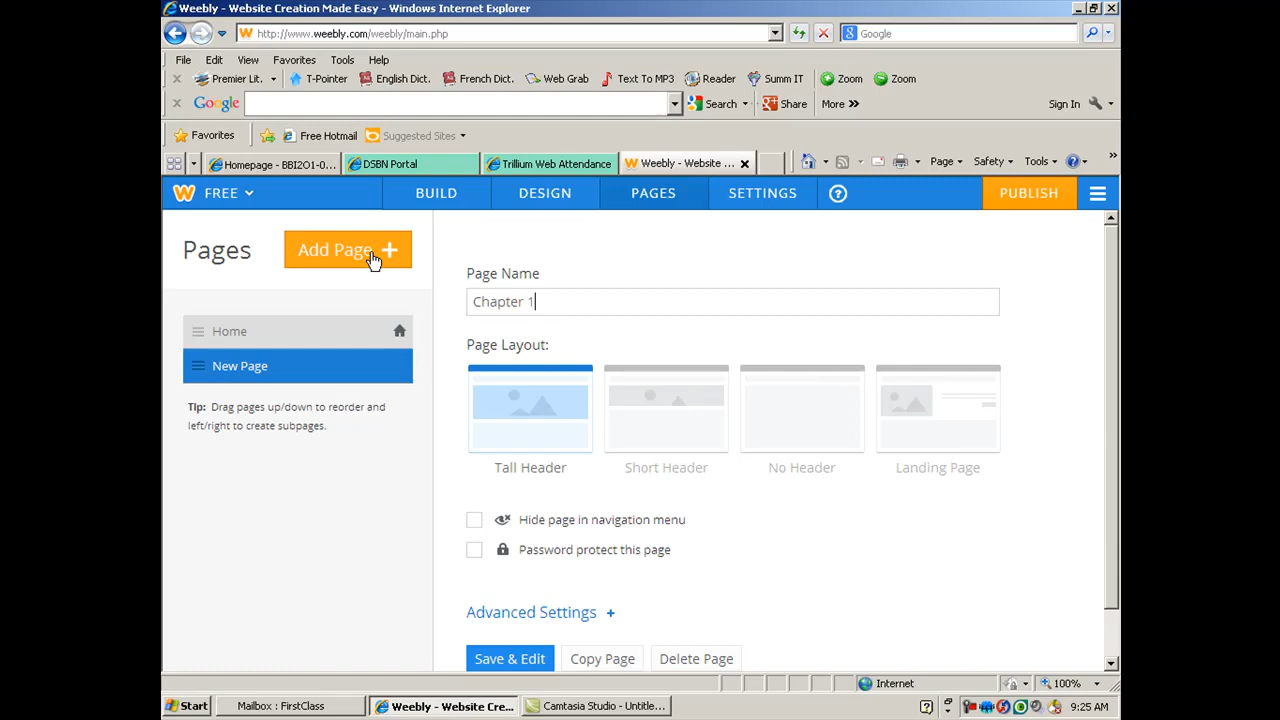 Weebly - Website Creation Made Easy - Windows Internet Explorer
http://www.weebly.com/weebly/main.php
Google
File Edit View Favorites Tools Help
Premier Lit. T-Pointer English Dict. French Dict. Web Grab Text To MP3 Reader Summ IT Zoom Zoom
Google Search Share More >> Sign In
Favorites Free Hotmail Suggested Sites
Homepage - BBI2O1-0... DSBN Portal Trillium Web Attendance Weebly - Website ... Page Safety Tools
FREE BUILD DESIGN PAGES SETTINGS ? PUBLISH
Pages
Add Page +
Home
New Page
Tip: Drag pages up/down to reorder and
left/right to create subpages.
Page Name
Chapter 1
Page Layout:
Tall Header Short Header No Header Landing Page
Hide page in navigation menu
Password protect this page
Advanced Settings +
Save & Edit Copy Page Delete Page
Internet 100%
Start Mailbox : FirstClass Weebly - Website Cre... Camtasia Studio - Untitle... 9:25 AM